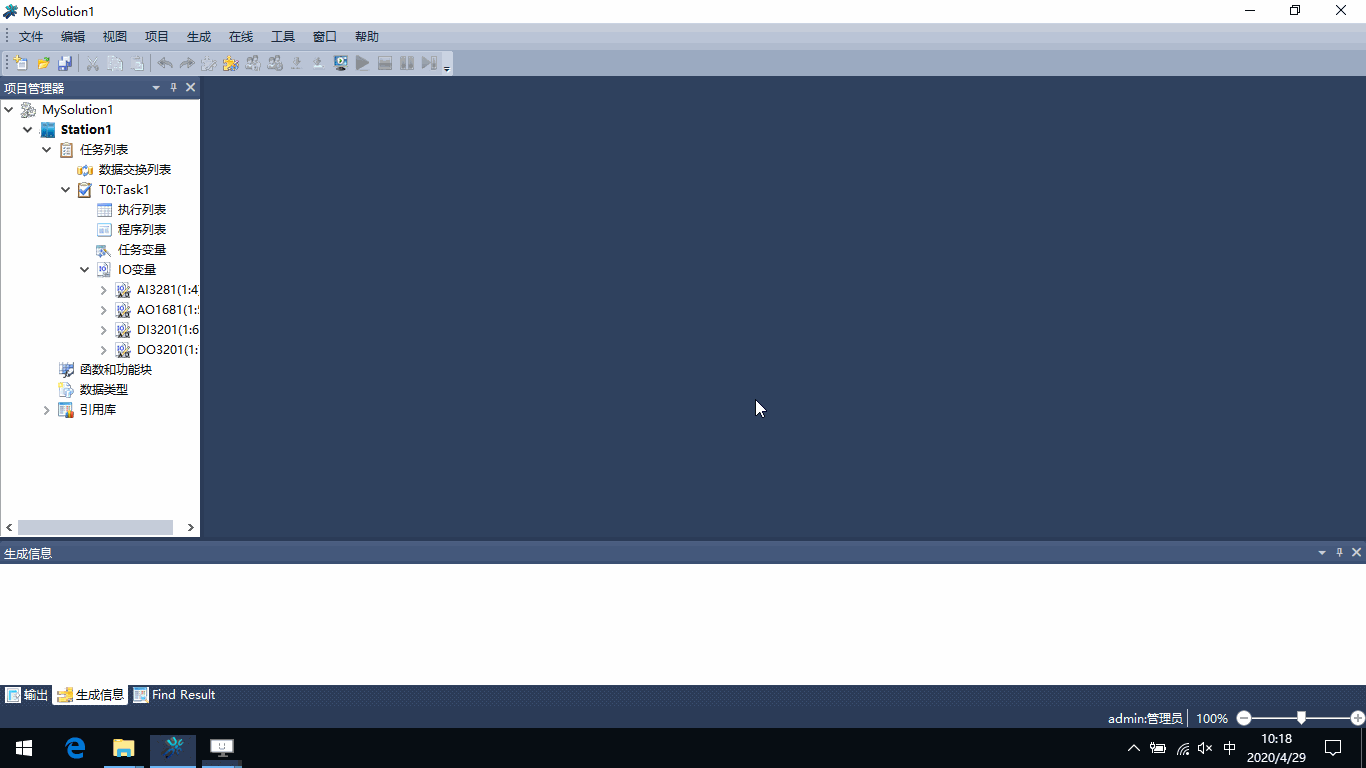 MySolution1
文件 编辑 视图 项目 生成 在线 工具 窗口 帮助
项目管理器
MySolution1
Station1
任务列表
数据交换列表
T0:Task1
执行列表
程序列表
任务变量
IO变量
AI3281(1:4)
AO1681(1:
DI3201(1:6
DO3201(1:
函数和功能块
数据类型
引用库
生成信息
输出 生成信息 Find Result
admin:管理员 100%
中 10:18
2020/4/29